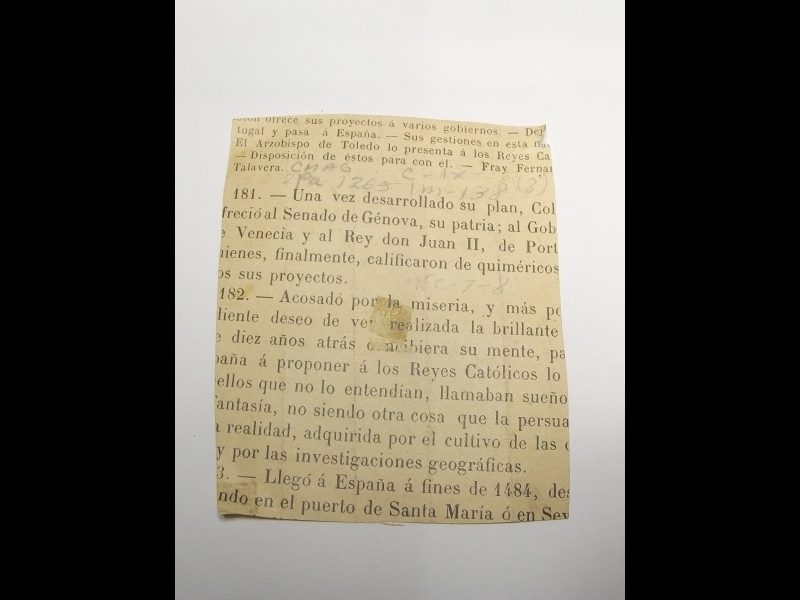 ción ofrece sus proyectos á varios gobiernos. — Dej
tugal y pasa á España. — Sus gestiones en esta na
El Arzobispo de Toledo lo presenta á los Reyes Ca
— Disposición de éstos para con él. — Fray Fernan
Talavera.
181. — Una vez desarrollado su plan, Col
freció al Senado de Génova, su patria; al Gob
e Venecia y al Rey don Juan II, de Port
uienes, finalmente, calificaron de quiméricos
os sus proyectos.
182. — Acosadó por la miseria, y más po
diente deseo de ver realizada la brillante
e diez años atrás concibiera su mente, pa
paña á proponer á los Reyes Católicos lo
ellos que no lo entendían, llamaban sueño
fantasía, no siendo otra cosa que la persua
a realidad, adquirida por el cultivo de las c
y por las investigaciones geográficas.
3. — Llegó á España á fines de 1484, des
ndo en el puerto de Santa María ó en Sev